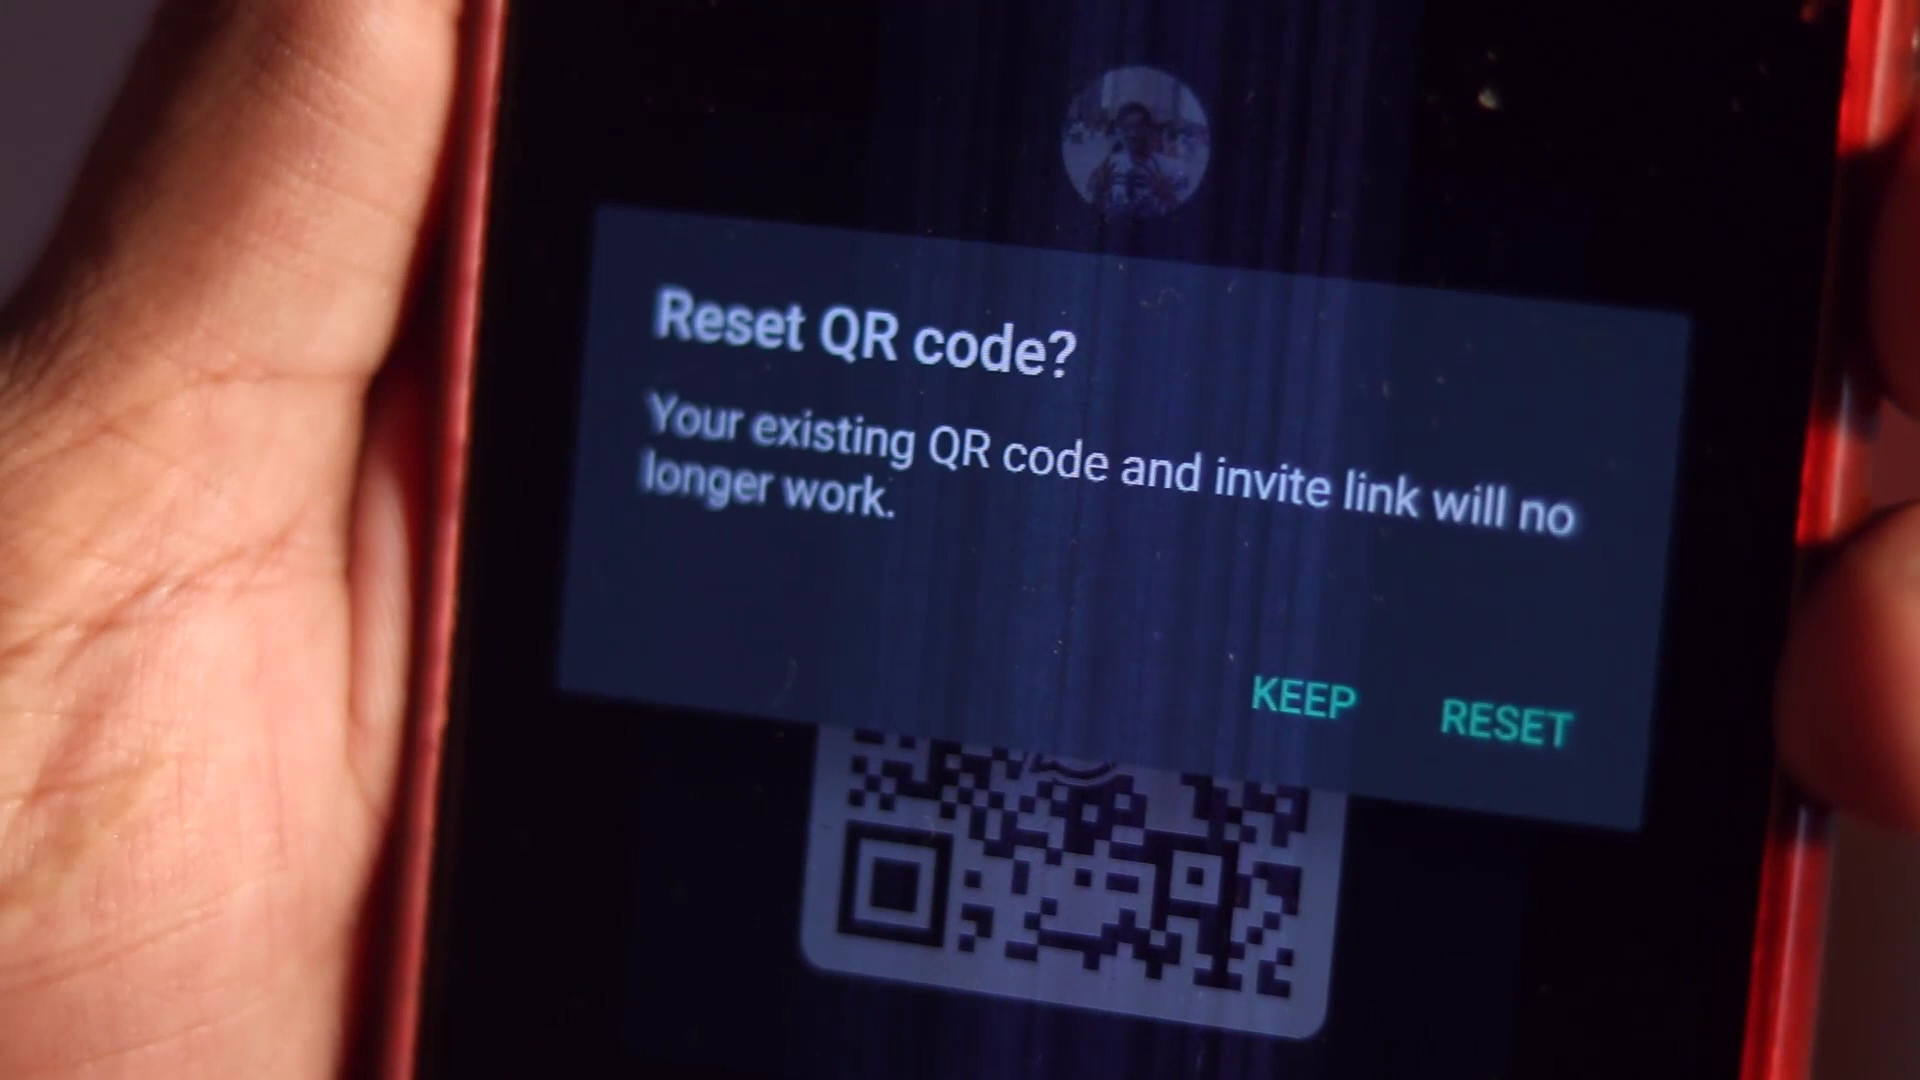 Reset QR code?
Your existing QR code and invite link will no
longer work.
KEEP RESET